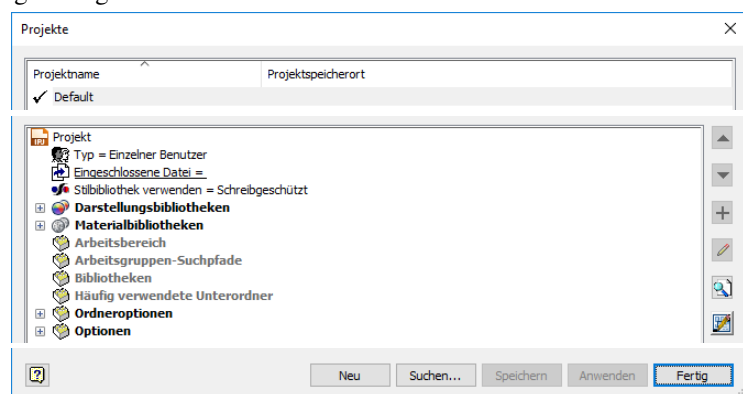 Projekte
Projektname Projektspeicherort
Default
Projekt
Typ = Einzelner Benutzer
Eingeschlossene Datei =
Stilbibliothek verwenden = Schreibgeschützt
Darstellungsbibliotheken
Materialbibliotheken
Arbeitsbereich
Arbeitsgruppen-Suchpfade
Bibliotheken
Häufig verwendete Unterordner
Ordneroptionen
Optionen
Neu Suchen... Speichern Anwenden Fertig